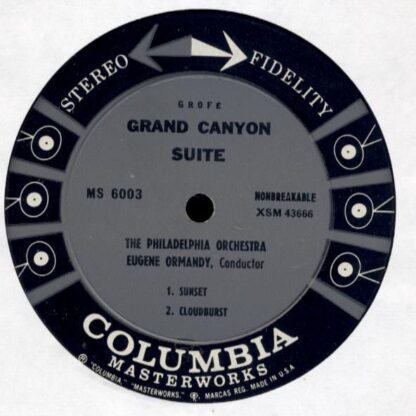 STEREO FIDELITY
GROFÉ
GRAND CANYON
SUITE
MS 6003
NONBREAKABLE
XSM 43666
THE PHILADELPHIA ORCHESTRA
EUGENE ORMANDY, Conductor
1. SUNSET
2. CLOUDBURST
COLUMBIA
MASTERWORKS
® "COLUMBIA," "MASTERWORKS," ℗ MARCAS REG. MADE IN U.S.A